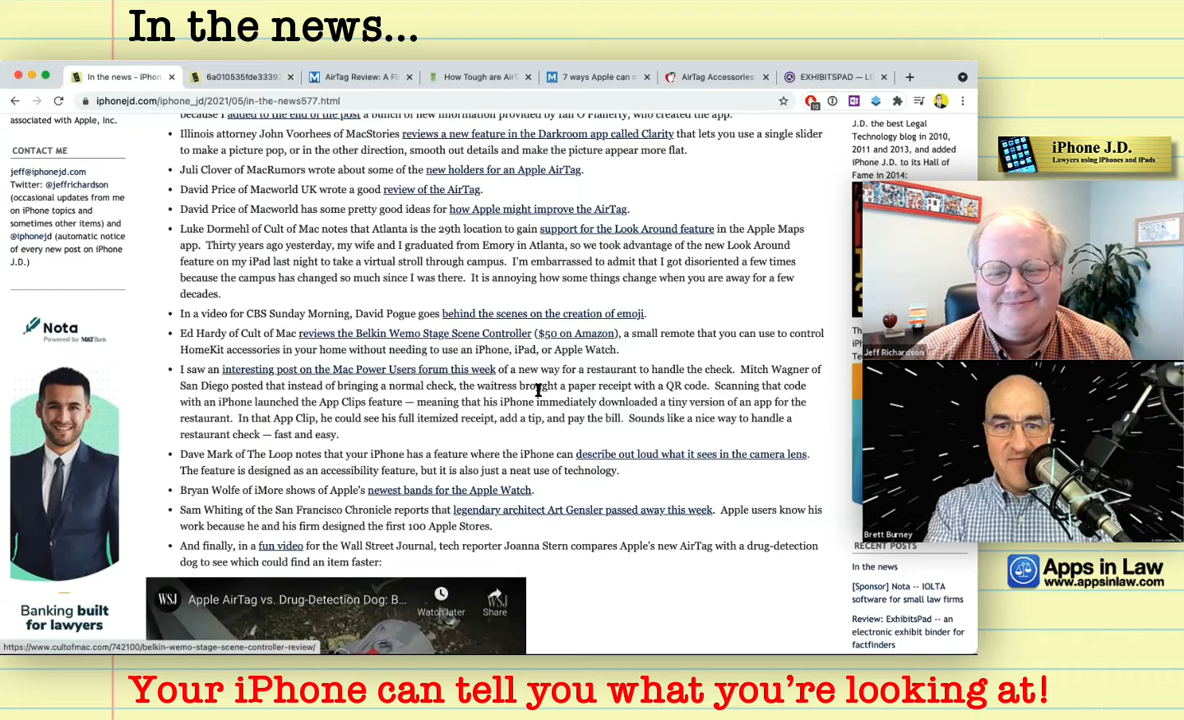 In the news...
In the news - iPhon
6a010535fde3339
AirTag Review: A Fl
How Tough are AirT
7 ways Apple can m
AirTag Accessories
EXHIBITSPAD — LI
iphonejd.com/iphone_jd/2021/05/in-the-news577.html
10
associated with Apple, Inc.
CONTACT ME
jeff@iphonejd.com
Twitter: @jeffrichardson
(occasional updates from me
on iPhone topics and
sometimes other items) and
@iphonejd (automatic notice
of every new post on iPhone
J.D.)
Nota
Powered by M&T Bank
Banking built
for lawyers
because I added to the end of the post a bunch of new information provided by Ian O'Flaherty, who created the app.
• Illinois attorney John Voorhees of MacStories reviews a new feature in the Darkroom app called Clarity that lets you use a single slider
to make a picture pop, or in the other direction, smooth out details and make the picture appear more flat.
• Juli Clover of MacRumors wrote about some of the new holders for an Apple AirTag.
• David Price of Macworld UK wrote a good review of the AirTag.
• David Price of Macworld has some pretty good ideas for how Apple might improve the AirTag.
• Luke Dormehl of Cult of Mac notes that Atlanta is the 29th location to gain support for the Look Around feature in the Apple Maps
app. Thirty years ago yesterday, my wife and I graduated from Emory in Atlanta, so we took advantage of the new Look Around
feature on my iPad last night to take a virtual stroll through campus. I'm embarrassed to admit that I got disoriented a few times
because the campus has changed so much since I was there. It is annoying how some things change when you are away for a few
decades.
• In a video for CBS Sunday Morning, David Pogue goes behind the scenes on the creation of emoji.
• Ed Hardy of Cult of Mac reviews the Belkin Wemo Stage Scene Controller ($50 on Amazon), a small remote that you can use to control
HomeKit accessories in your home without needing to use an iPhone, iPad, or Apple Watch.
• I saw an interesting post on the Mac Power Users forum this week of a new way for a restaurant to handle the check. Mitch Wagner of
San Diego posted that instead of bringing a normal check, the waitress brought a paper receipt with a QR code. Scanning that code
with an iPhone launched the App Clips feature — meaning that his iPhone immediately downloaded a tiny version of an app for the
restaurant. In that App Clip, he could see his full itemized receipt, add a tip, and pay the bill. Sounds like a nice way to handle a
restaurant check — fast and easy.
• Dave Mark of The Loop notes that your iPhone has a feature where the iPhone can describe out loud what it sees in the camera lens.
The feature is designed as an accessibility feature, but it is also just a neat use of technology.
• Bryan Wolfe of iMore shows of Apple's newest bands for the Apple Watch.
• Sam Whiting of the San Francisco Chronicle reports that legendary architect Art Gensler passed away this week. Apple users know his
work because he and his firm designed the first 100 Apple Stores.
• And finally, in a fun video for the Wall Street Journal, tech reporter Joanna Stern compares Apple's new AirTag with a drug-detection
dog to see which could find an item faster:
WSJ
Apple AirTag vs. Drug-Detection Dog: B...
Watch later
Share
https://www.cultofmac.com/742100/belkin-wemo-stage-scene-controller-review/
J.D. the best Legal
Technology blog in 2010,
2011 and 2013, and added
iPhone J.D. to its Hall of
Fame in 2014:
RECENT POSTS
In the news
[Sponsor] Nota -- IOLTA
software for small law firms
Review: ExhibitsPad -- an
electronic exhibit binder for
factfinders
iPhone J.D.
Lawyers using iPhones and iPads
Jeff Richardson
Brett Burney
Apps in Law
www.appsinlaw.com
Your iPhone can tell you what you're looking at!